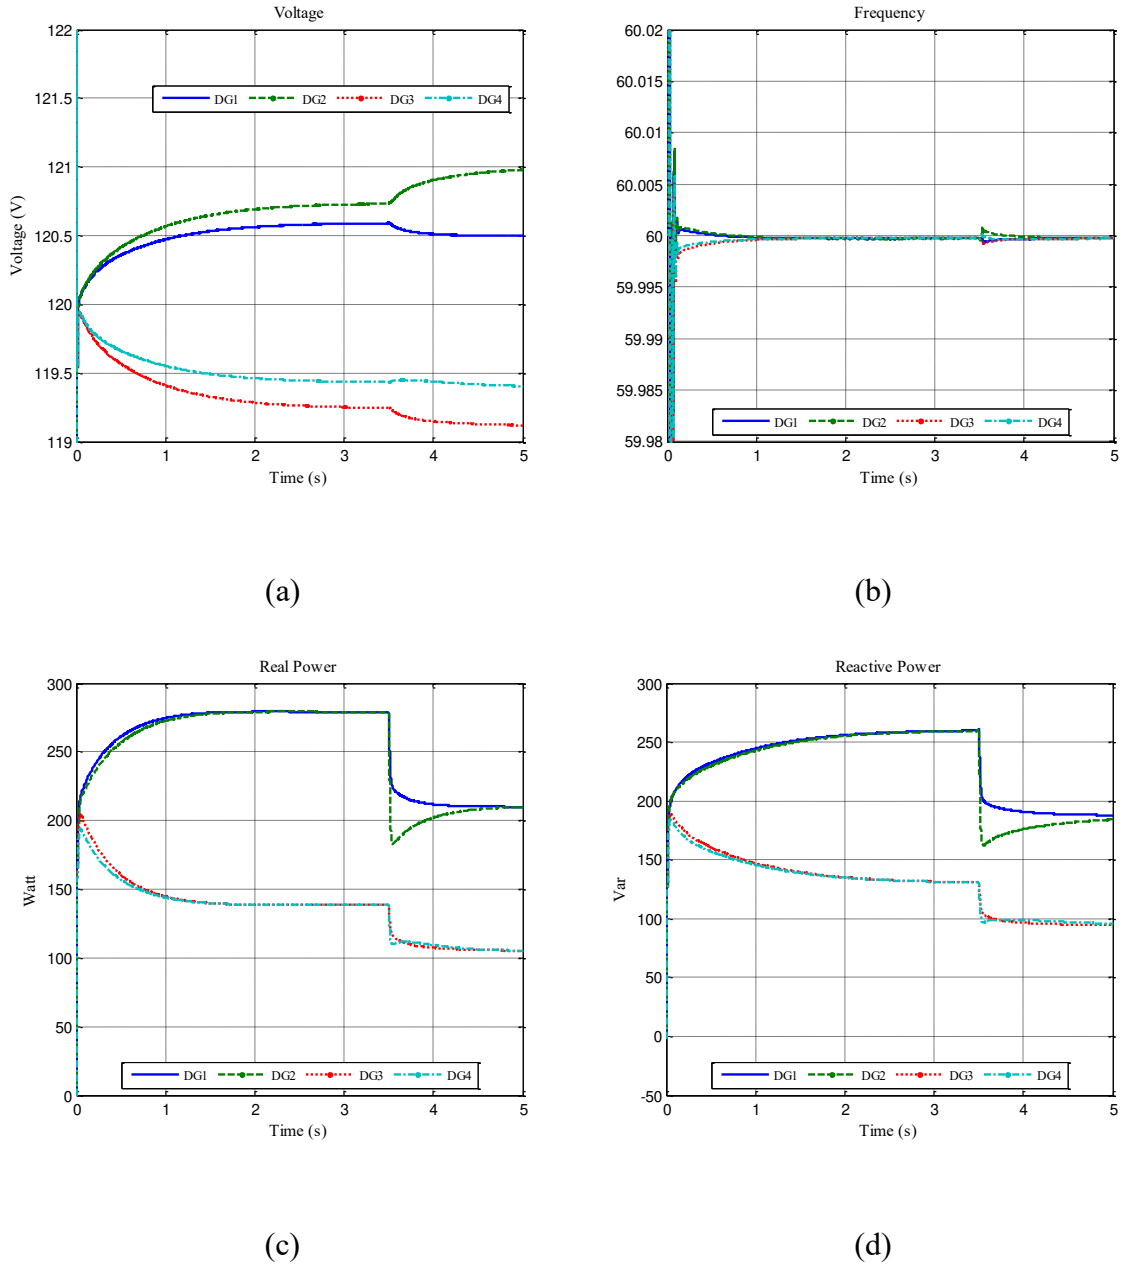 Voltage
122
121.5
121
120.5
120
119.5
119
Voltage (V)
DG1 DG2 DG3 DG4
0 1 2 3 4 5
Time (s)
(a)
Frequency
60.02
60.015
60.01
60.005
60
59.995
59.99
59.985
59.98
DG1 DG2 DG3 DG4
0 1 2 3 4 5
Time (s)
(b)
Real Power
300
250
200
150
100
50
0
Watt
DG1 DG2 DG3 DG4
0 1 2 3 4 5
Time (s)
(c)
Reactive Power
300
250
200
150
100
50
0
-50
Var
DG1 DG2 DG3 DG4
0 1 2 3 4 5
Time (s)
(d)